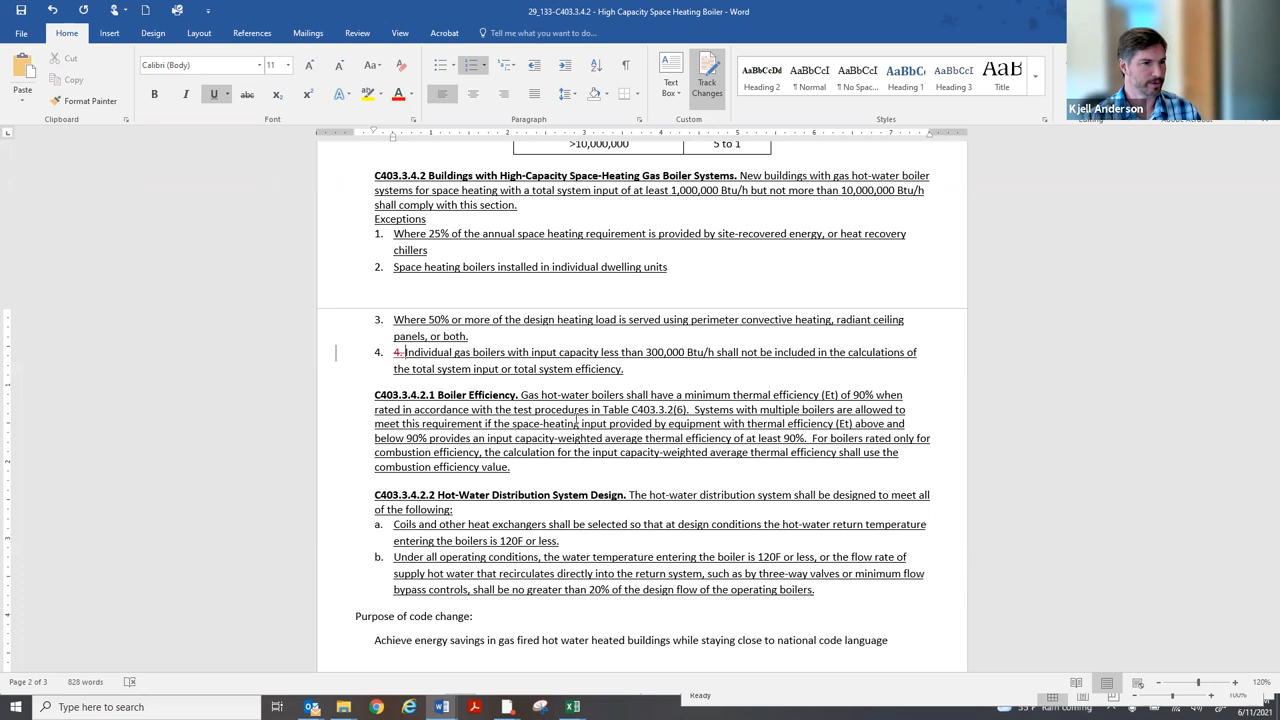 29_133-C403.3.4.2 - High Capacity Space Heating Boiler - Word
File Home Insert Design Layout References Mailings Review View Acrobat Tell me what you want to do...
Cut
Copy
Paste
Format Painter
Calibri (Body) 11
B I U abc
Text Box
Track Changes
AaBbCcDd AaBbCcI AaBbCcI AaBbC AaBbCcI AaB
Heading 2 ¶ Normal ¶ No Spac... Heading 1 Heading 3 Title
Clipboard Font Paragraph Custom Styles Editing
Kjell Anderson
>10,000,000 5 to 1
C403.3.4.2 Buildings with High-Capacity Space-Heating Gas Boiler Systems. New buildings with gas hot-water boiler
systems for space heating with a total system input of at least 1,000,000 Btu/h but not more than 10,000,000 Btu/h
shall comply with this section.
Exceptions
1. Where 25% of the annual space heating requirement is provided by site-recovered energy, or heat recovery
chillers
2. Space heating boilers installed in individual dwelling units
3. Where 50% or more of the design heating load is served using perimeter convective heating, radiant ceiling
panels, or both.
4. 4. Individual gas boilers with input capacity less than 300,000 Btu/h shall not be included in the calculations of
the total system input or total system efficiency.
C403.3.4.2.1 Boiler Efficiency. Gas hot-water boilers shall have a minimum thermal efficiency (Et) of 90% when
rated in accordance with the test procedures in Table C403.3.2(6). Systems with multiple boilers are allowed to
meet this requirement if the space-heating input provided by equipment with thermal efficiency (Et) above and
below 90% provides an input capacity-weighted average thermal efficiency of at least 90%. For boilers rated only for
combustion efficiency, the calculation for the input capacity-weighted average thermal efficiency shall use the
combustion efficiency value.
C403.3.4.2.2 Hot-Water Distribution System Design. The hot-water distribution system shall be designed to meet all
of the following:
a. Coils and other heat exchangers shall be selected so that at design conditions the hot-water return temperature
entering the boilers is 120F or less.
b. Under all operating conditions, the water temperature entering the boiler is 120F or less, or the flow rate of
supply hot water that recirculates directly into the return system, such as by three-way valves or minimum flow
bypass controls, shall be no greater than 20% of the design flow of the operating boilers.
Purpose of code change:
Achieve energy savings in gas fired hot water heated buildings while staying close to national code language
Page 2 of 3 828 words 120%
Ready 100%
Type here to search
6/11/2021